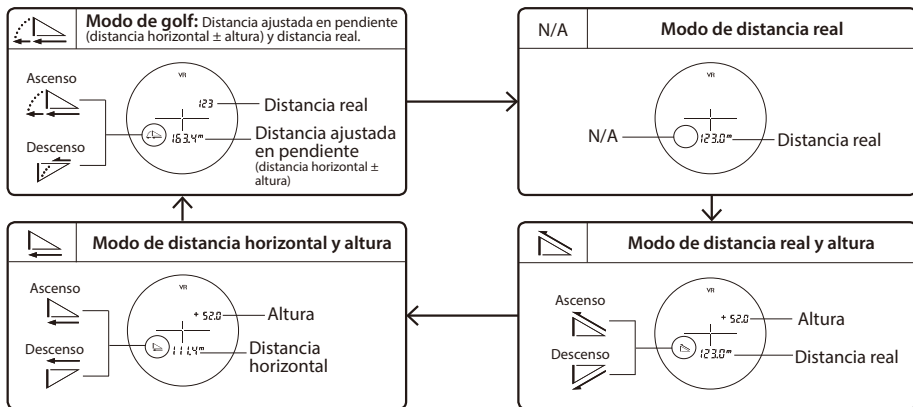 Modo de golf: Distancia ajustada en pendiente
(distancia horizontal ± altura) y distancia real.
Ascenso
Descenso
VR
123
163.4m
Distancia real
Distancia ajustada
en pendiente
(distancia horizontal ±
altura)
N/A
Modo de distancia real
VR
N/A
123.0m
Distancia real
Modo de distancia horizontal y altura
Ascenso
Descenso
VR
+ 52.0
111.4m
Altura
Distancia
horizontal
Modo de distancia real y altura
Ascenso
Descenso
VR
+ 52.0
123.0m
Altura
Distancia real